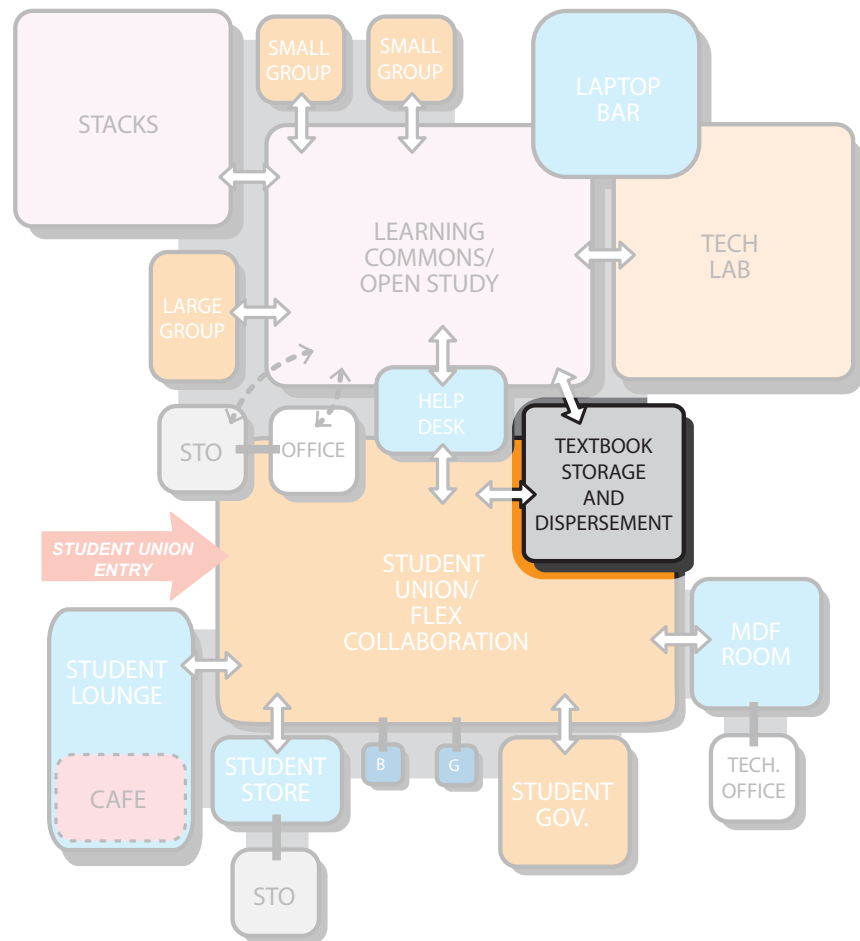 SMALL
GROUP
SMALL
GROUP
LAPTOP
BAR
STACKS
LEARNING
COMMONS/
OPEN STUDY
TECH
LAB
LARGE
GROUP
HELP
DESK
STO
OFFICE
TEXTBOOK
STORAGE
AND
DISPERSEMENT
STUDENT UNION
ENTRY
STUDENT
UNION/
FLEX
COLLABORATION
MDF
ROOM
STUDENT
LOUNGE
CAFE
STUDENT
STORE
B
G
STUDENT
GOV.
TECH.
OFFICE
STO